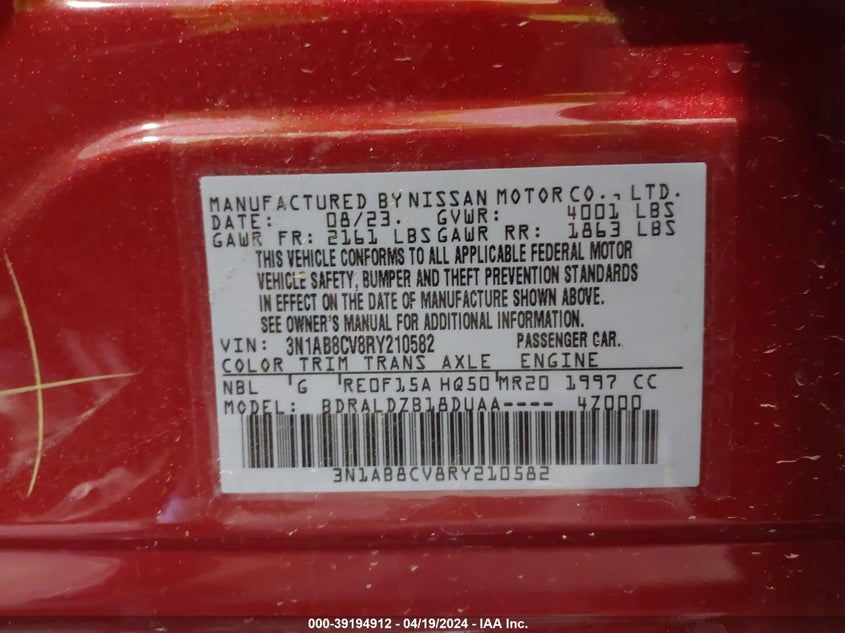 MANUFACTURED BY NISSAN MOTOR CO., LTD.
DATE: 08/23. GVWR: 4001 LBS
GAWR FR: 2161 LBS GAWR RR: 1863 LBS
THIS VEHICLE CONFORMS TO ALL APPLICABLE FEDERAL MOTOR
VEHICLE SAFETY, BUMPER AND THEFT PREVENTION STANDARDS
IN EFFECT ON THE DATE OF MANUFACTURE SHOWN ABOVE.
SEE OWNER'S MANUAL FOR ADDITIONAL INFORMATION.
VIN: 3N1AB8CV8RY210582 PASSENGER CAR.
COLOR TRIM TRANS AXLE ENGINE
NBL G RE0F15A HQ50 MR20 1997 CC
MODEL: BDRALDZB18DUAA---- 4Z000
3N1AB8CV8RY210582
000-39194912 - 04/19/2024 - IAA Inc.